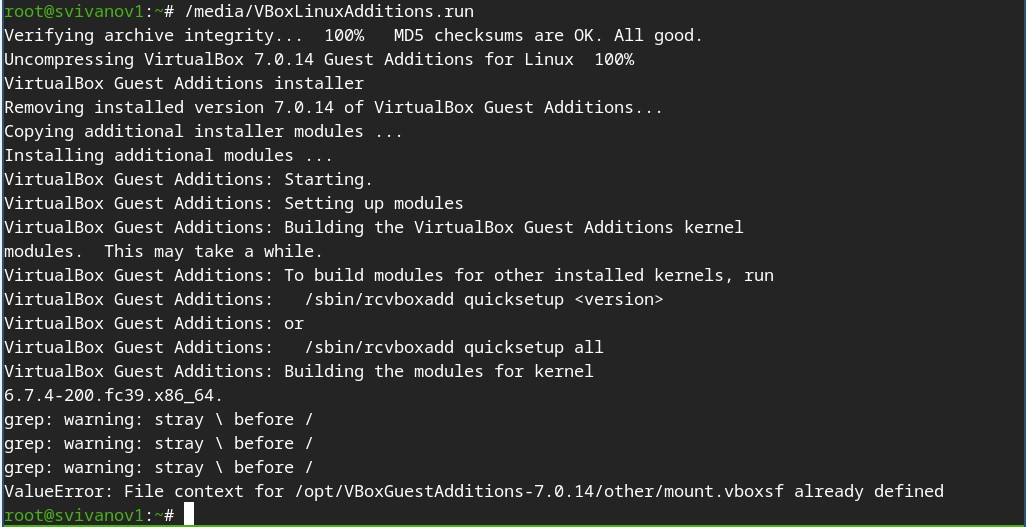 root@svivanov1:~# /media/VBoxLinuxAdditions.run
Verifying archive integrity...  100%   MD5 checksums are OK. All good.
Uncompressing VirtualBox 7.0.14 Guest Additions for Linux  100%
VirtualBox Guest Additions installer
Removing installed version 7.0.14 of VirtualBox Guest Additions...
Copying additional installer modules ...
Installing additional modules ...
VirtualBox Guest Additions: Starting.
VirtualBox Guest Additions: Setting up modules
VirtualBox Guest Additions: Building the VirtualBox Guest Additions kernel
modules.  This may take a while.
VirtualBox Guest Additions: To build modules for other installed kernels, run
VirtualBox Guest Additions:   /sbin/rcvboxadd quicksetup <version>
VirtualBox Guest Additions: or
VirtualBox Guest Additions:   /sbin/rcvboxadd quicksetup all
VirtualBox Guest Additions: Building the modules for kernel
6.7.4-200.fc39.x86_64.
grep: warning: stray \ before /
grep: warning: stray \ before /
grep: warning: stray \ before /
ValueError: File context for /opt/VBoxGuestAdditions-7.0.14/other/mount.vboxsf already defined
root@svivanov1:~#